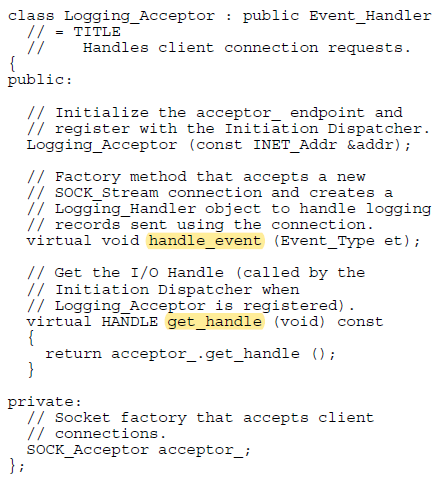 class Logging_Acceptor : public Event_Handler
// = TITLE
//    Handles client connection requests.
{
public:
// Initialize the acceptor_ endpoint and
// register with the Initiation Dispatcher.
Logging_Acceptor (const INET_Addr &addr);
// Factory method that accepts a new
// SOCK_Stream connection and creates a
// Logging_Handler object to handle logging
// records sent using the connection.
virtual void handle_event (Event_Type et);
// Get the I/O Handle (called by the
// Initiation Dispatcher when
// Logging_Acceptor is registered).
virtual HANDLE get_handle (void) const
{
return acceptor_.get_handle ();
}
private:
// Socket factory that accepts client
// connections.
SOCK_Acceptor acceptor_;
};